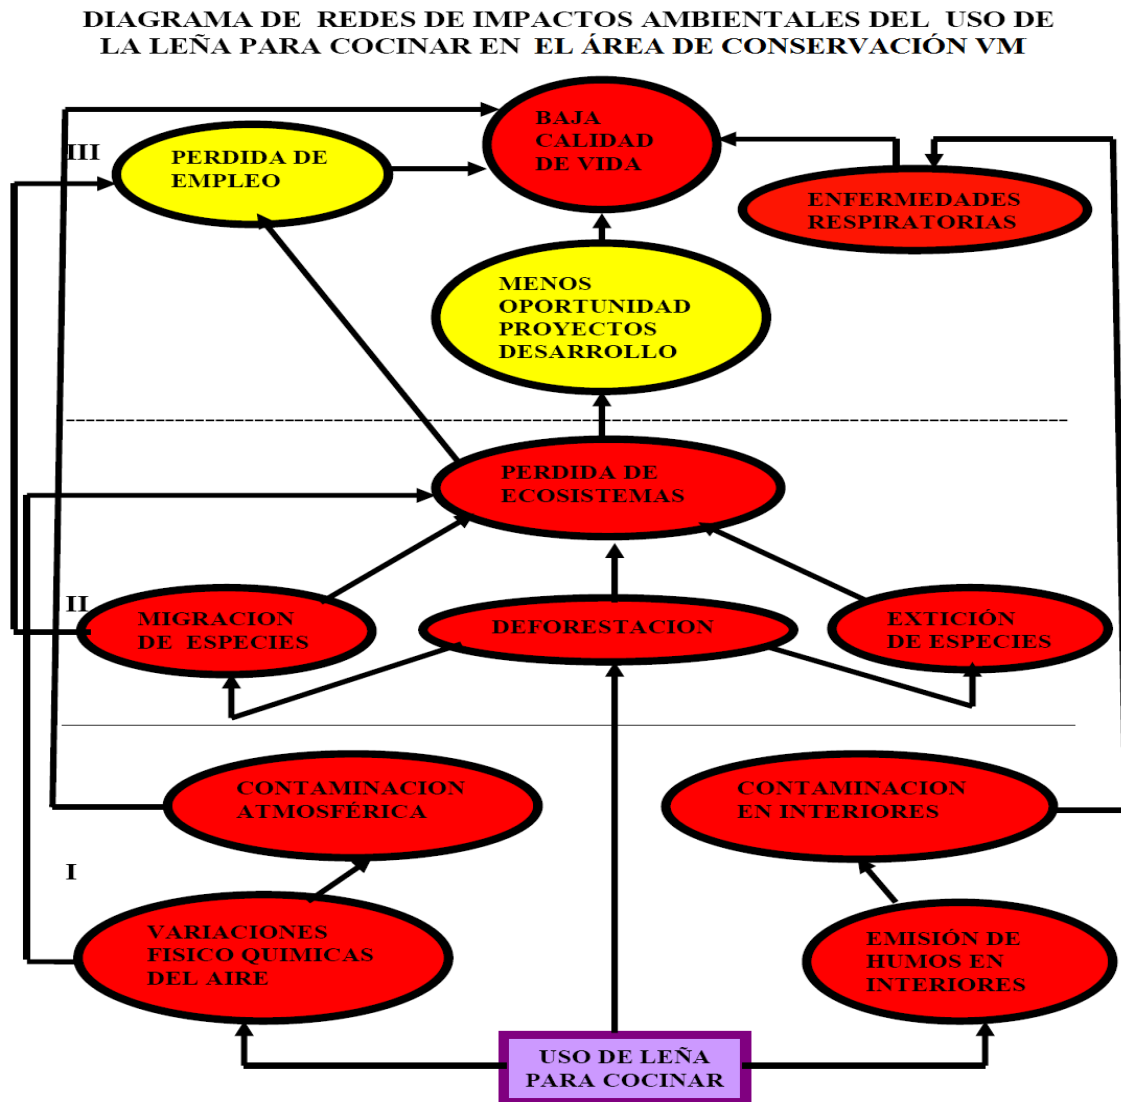 DIAGRAMA DE REDES DE IMPACTOS AMBIENTALES DEL USO DE
LA LEÑA PARA COCINAR EN EL ÁREA DE CONSERVACIÓN VM
BAJA
CALIDAD
DE VIDA
III
PERDIDA DE
EMPLEO
ENFERMEDADES
RESPIRATORIAS
MENOS
OPORTUNIDAD
PROYECTOS
DESARROLLO
PERDIDA DE
ECOSISTEMAS
II
MIGRACION
DE ESPECIES
DEFORESTACION
EXTICIÓN
DE ESPECIES
CONTAMINACION
ATMOSFÉRICA
CONTAMINACION
EN INTERIORES
I
VARIACIONES
FISICO QUIMICAS
DEL AIRE
EMISIÓN DE
HUMOS EN
INTERIORES
USO DE LEÑA
PARA COCINAR